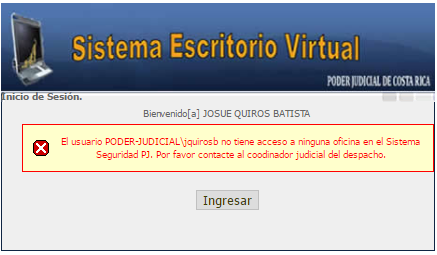 Sistema Escritorio Virtual
PODER JUDICIAL DE COSTA RICA
Inicio de Sesión.
Bienvenido[a] JOSUE QUIROS BATISTA
El usuario PODER-JUDICIAL\jquirosb no tiene acceso a ninguna oficina en el Sistema
Seguridad PJ. Por favor contacte al coodinador judicial del despacho.
Ingresar